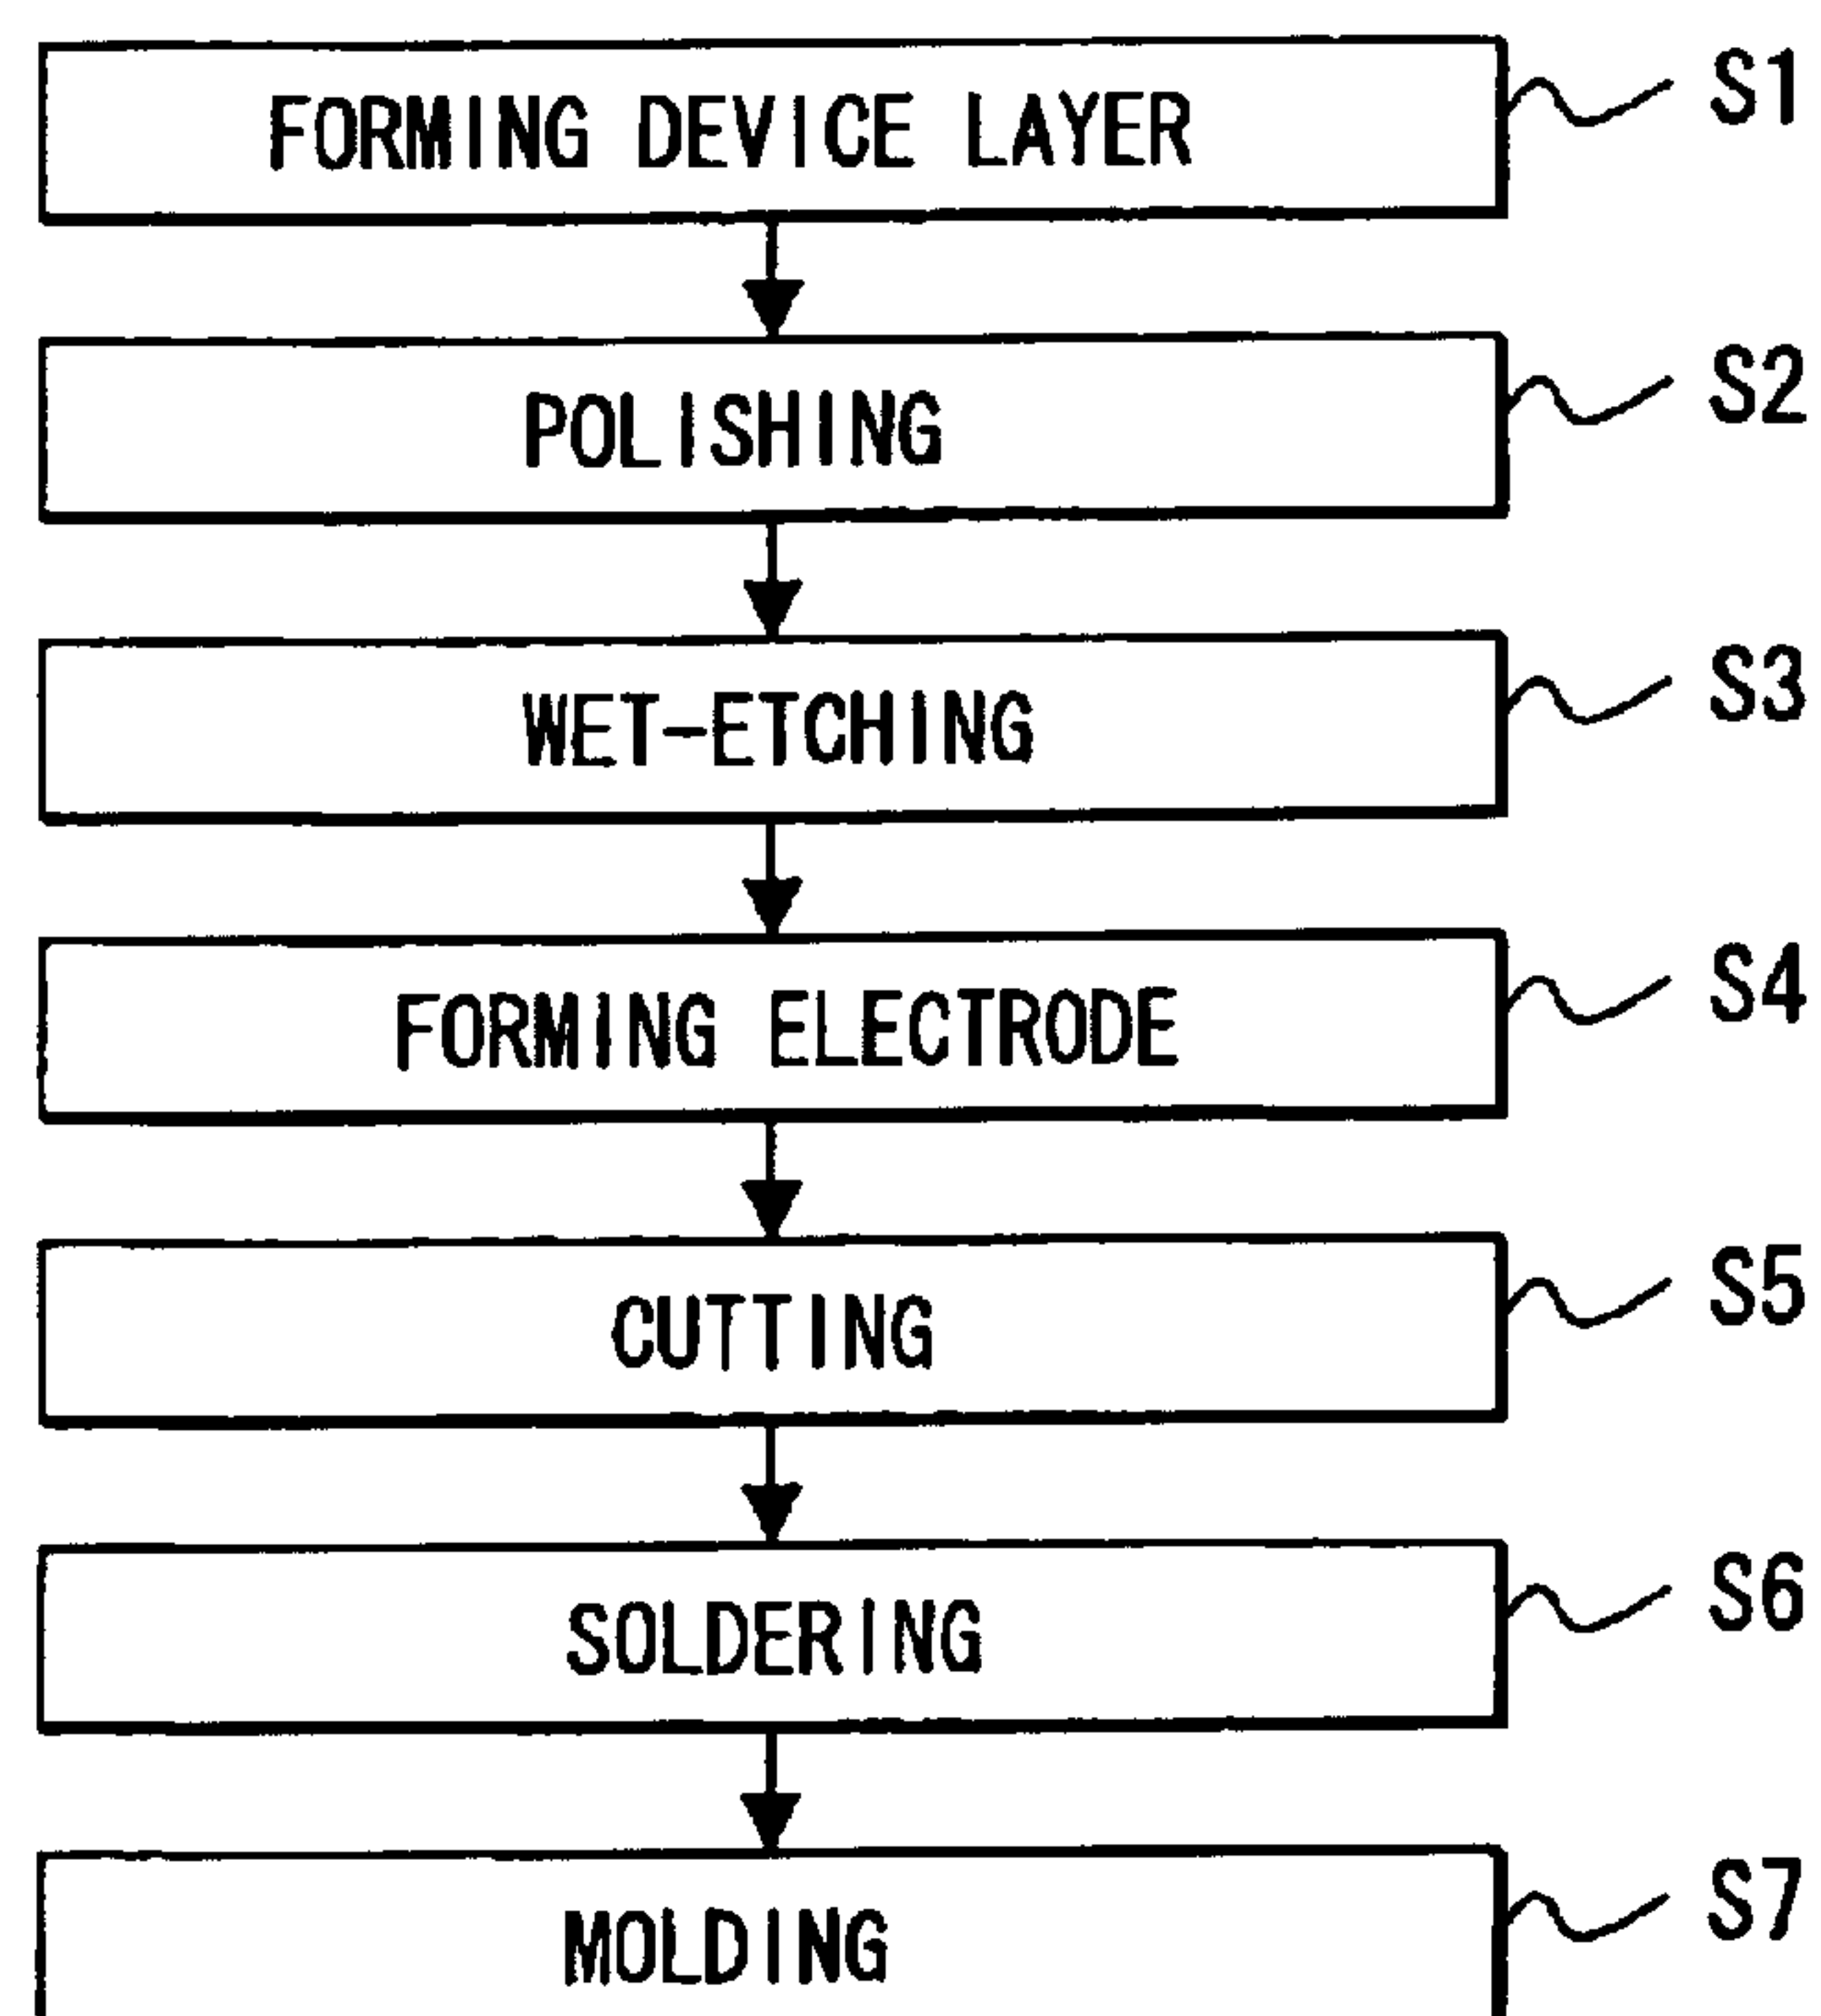 FORMING DEVICE LAYER S1
POLISHING S2
WET-ETCHING S3
FORMING ELECTRODE S4
CUTTING S5
SOLDERING S6
MOLDING S7